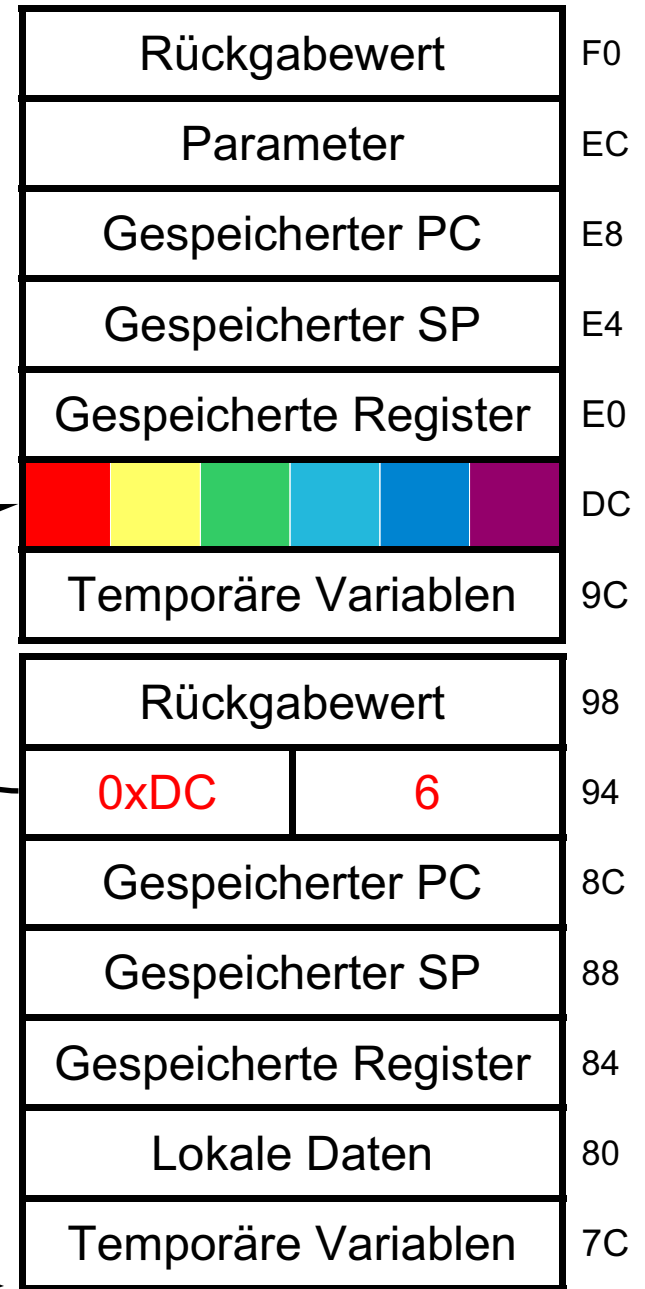 Rückgabewert F0
Parameter EC
Gespeicherter PC E8
Gespeicherter SP E4
Gespeicherte Register E0
DC
Temporäre Variablen 9C
Rückgabewert 98
0xDC 6 94
Gespeicherter PC 8C
Gespeicherter SP 88
Gespeicherte Register 84
Lokale Daten 80
Temporäre Variablen 7C